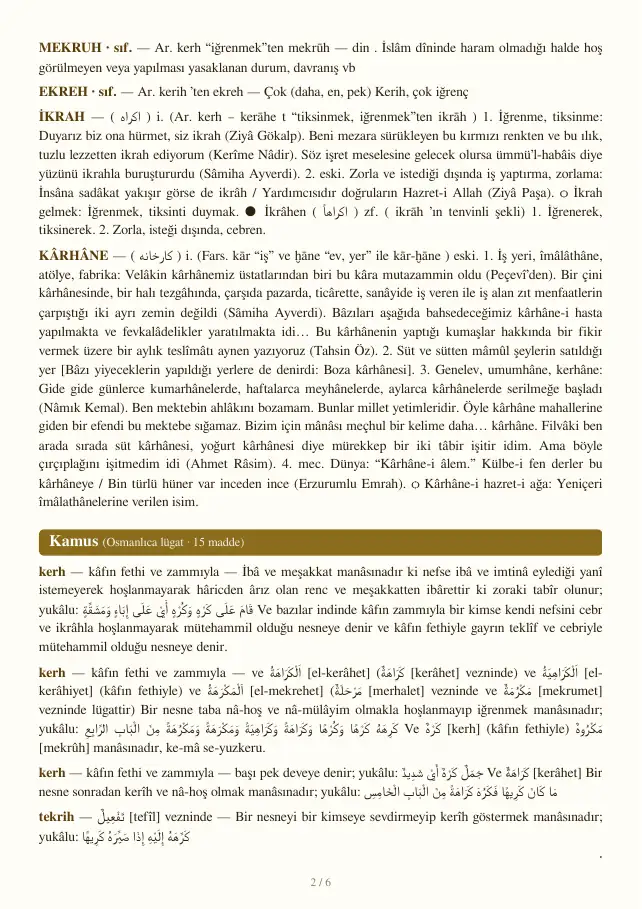 MEKRUH · sıf. — Ar. kerh “iğrenmek”ten mekrūh — din . İslâm dîninde haram olmadığı halde hoş
görülmeyen veya yapılması yasaklanan durum, davranış vb
EKREH · sıf. — Ar. kerih ’ten ekreh — Çok (daha, en, pek) Kerih, çok iğrenç
İKRAH — ( اكراه ) i. (Ar. kerh – kerāhe t “tiksinmek, iğrenmek”ten ikrāh ) 1. İğrenme, tiksinme:
Duyarız biz ona hürmet, siz ikrah (Ziyâ Gökalp). Beni mezara sürükleyen bu kırmızı renkten ve bu ılık,
tuzlu lezzetten ikrah ediyorum (Kerîme Nâdir). Söz işret meselesine gelecek olursa ümmü’l-habâis diye
yüzünü ikrahla buruştururdu (Sâmiha Ayverdi). 2. eski. Zorla ve istediği dışında iş yaptırma, zorlama:
İnsâna sadâkat yakışır görse de ikrâh / Yardımcısıdır doğruların Hazret-i Allah (Ziyâ Paşa). ѻ İkrah
gelmek: İğrenmek, tiksinti duymak. ● İkrâhen ( اكراهاً ) zf. ( ikrāh ’ın tenvinli şekli) 1. İğrenerek,
tiksinerek. 2. Zorla, isteği dışında, cebren.
KÂRHÂNE — ( كارخانه ) i. (Fars. kār “iş” ve ḫāne “ev, yer” ile kār-ḫāne ) eski. 1. İş yeri, îmâlâthâne,
atölye, fabrika: Velâkin kârhânemiz üstatlarından biri bu kâra mutazammin oldu (Peçevî’den). Bir çini
kârhânesinde, bir halı tezgâhında, çarşıda pazarda, ticârette, sanâyide iş veren ile iş alan zıt menfaatlerin
çarpıştığı iki ayrı zemin değildi (Sâmiha Ayverdi). Bâzıları aşağıda bahsedeceğimiz kârhâne-i hasta
yapılmakta ve fevkalâdelikler yaratılmakta idi… Bu kârhânenin yaptığı kumaşlar hakkında bir fikir
vermek üzere bir aylık teslîmâtı aynen yazıyoruz (Tahsin Öz). 2. Süt ve sütten mâmûl şeylerin satıldığı
yer [Bâzı yiyeceklerin yapıldığı yerlere de denirdi: Boza kârhânesi]. 3. Genelev, umumhâne, kerhâne:
Gide gide günlerce kumarhânelerde, haftalarca meyhânelerde, aylarca kârhânelerde serilmeğe başladı
(Nâmık Kemal). Ben mektebin ahlâkını bozamam. Bunlar millet yetimleridir. Öyle kârhâne mahallerine
giden bir efendi bu mektebe sığamaz. Bizim için mânâsı meçhul bir kelime daha… kârhâne. Filvâki ben
arada sırada süt kârhânesi, yoğurt kârhânesi diye mürekkep bir iki tâbir işitir idim. Ama böyle
çırçıplağını işitmedim idi (Ahmet Râsim). 4. mec. Dünya: “Kârhâne-i âlem.” Külbe-i fen derler bu
kârhâneye / Bin türlü hüner var inceden ince (Erzurumlu Emrah). ѻ Kârhâne-i hazret-i ağa: Yeniçeri
îmâlathânelerine verilen isim.
Kamus (Osmanlıca lügat · 15 madde)
kerh — kâfın fethi ve zammıyla — İbâ ve meşakkat manâsınadır ki nefse ibâ ve imtinâ eylediği yanî
istemeyerek hoşlanmayarak hâricden ârız olan renc ve meşakkatten ibârettir ki zoraki tabîr olunur;
yukâlu: قَامَ عَلَى كَرْهٍ وَكُرْهٍ أَيْ عَلَى إِبَاءٍ وَمَشَقَّةٍ Ve bazılar indinde kâfın zammıyla bir kimse kendi nefsini cebr
ve ikrâhla hoşlanmayarak mütehammil olduğu nesneye denir ve kâfın fethiyle gayrın teklîf ve cebriyle
mütehammil olduğu nesneye denir.
kerh — kâfın fethi ve zammıyla — ve اَلْكَرَاهَةُ [el-kerâhet] (كَرَاهَةٌ [kerâhet] vezninde) ve اَلْكَرَاهِيَةُ [el-
kerâhiyet] (kâfın fethiyle) ve اَلْمَكْرَهَةُ [el-mekrehet] (مَرْحَلَةٌ [merhalet] vezninde ve مَكْرُمَةٌ [mekrumet]
vezninde lügattir) Bir nesne taba nâ-hoş ve nâ-mülâyim olmakla hoşlanmayıp iğrenmek manâsınadır;
yukâlu: كَرِهَهُ كَرْهًا وَكُرْهًا وَكَرَاهَةً وَكَرَاهِيَةً وَمَكْرَهَةً وَمَكْرُهَةً مِنَ الْبَابِ الرَّابِعِ Ve كَرْهٌ [kerh] (kâfın fethiyle) مَكْرُوهٌ
[mekrûh] manâsınadır, ke-mâ se-yuzkeru.
kerh — kâfın fethi ve zammıyla — başı pek deveye denir; yukâlu: جَمَلٌ كَرْهٌ أَيْ شَدِيدٌ Ve كَرَاهَةٌ [kerâhet] Bir
nesne sonradan kerîh ve nâ-hoş olmak manâsınadır; yukâlu: مَا كَانَ كَرِيهًا فَكَرُهَ كَرَاهَةً مِنَ الْبَابِ الْخَامِسِ
tekrih — تَفْعِيلٌ [tefîl] vezninde — Bir nesneyi bir kimseye sevdirmeyip kerîh göstermek manâsınadır;
yukâlu: كَرَّهَهُ إِلَيْهِ إِذَا صَيَّرَهُ كَرِيهًا
.
2 / 6